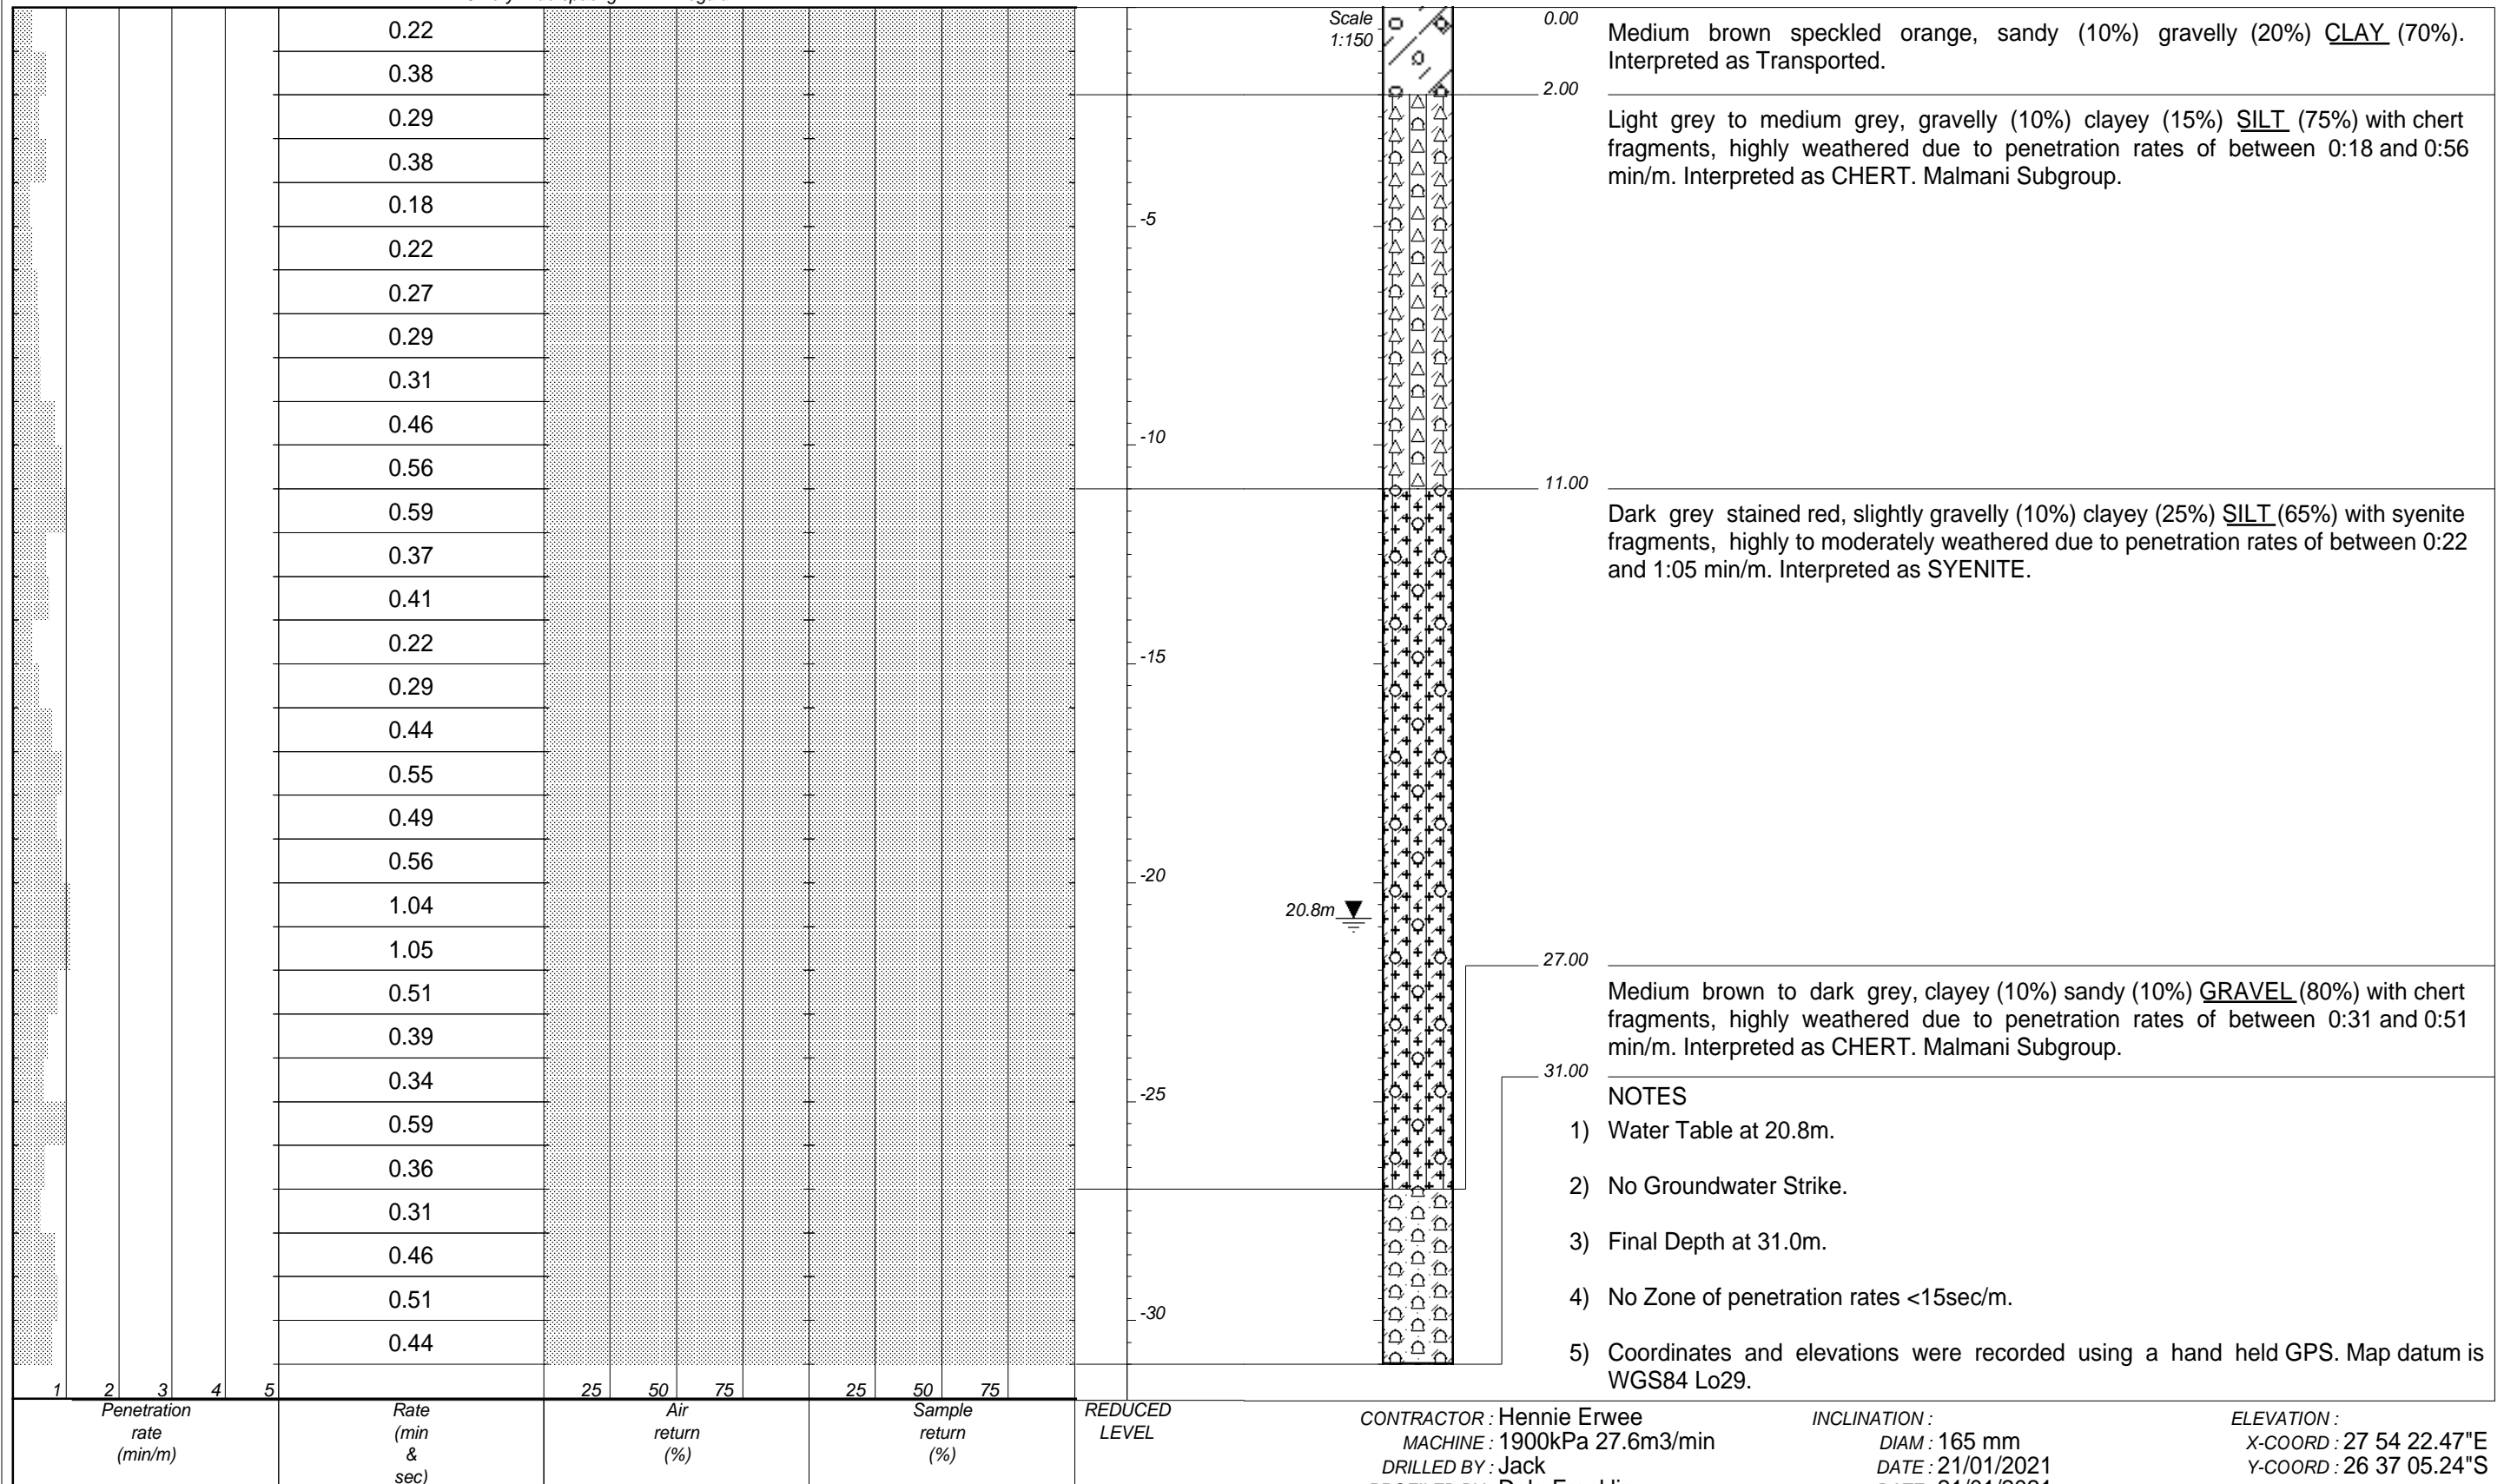 Scale
1:150
0.00
Medium brown speckled orange, sandy (10%) gravelly (20%) CLAY (70%).
Interpreted as Transported.
2.00
Light grey to medium grey, gravelly (10%) clayey (15%) SILT (75%) with chert
fragments, highly weathered due to penetration rates of between 0:18 and 0:56
min/m. Interpreted as CHERT. Malmani Subgroup.
11.00
Dark grey stained red, slightly gravelly (10%) clayey (25%) SILT (65%) with syenite
fragments, highly to moderately weathered due to penetration rates of between 0:22
and 1:05 min/m. Interpreted as SYENITE.
27.00
Medium brown to dark grey, clayey (10%) sandy (10%) GRAVEL (80%) with chert
fragments, highly weathered due to penetration rates of between 0:31 and 0:51
min/m. Interpreted as CHERT. Malmani Subgroup.
31.00
NOTES
1) Water Table at 20.8m.
2) No Groundwater Strike.
3) Final Depth at 31.0m.
4) No Zone of penetration rates <15sec/m.
5) Coordinates and elevations were recorded using a hand held GPS. Map datum is
WGS84 Lo29.
0.22
0.38
0.29
0.38
0.18
0.22
0.27
0.29
0.31
0.46
0.56
0.59
0.37
0.41
0.22
0.29
0.44
0.55
0.49
0.56
1.04
1.05
0.51
0.39
0.34
0.59
0.36
0.31
0.46
0.51
0.44
-5
-10
-15
-20
-25
-30
20.8m
1 2 3 4 5
25 50 75
25 50 75
Penetration
rate
(min/m)
Rate
(min
&
sec)
Air
return
(%)
Sample
return
(%)
REDUCED
LEVEL
CONTRACTOR : Hennie Erwee
MACHINE : 1900kPa 27.6m3/min
DRILLED BY : Jack
INCLINATION :
DIAM : 165 mm
DATE : 21/01/2021
ELEVATION :
X-COORD : 27 54 22.47"E
Y-COORD : 26 37 05.24"S